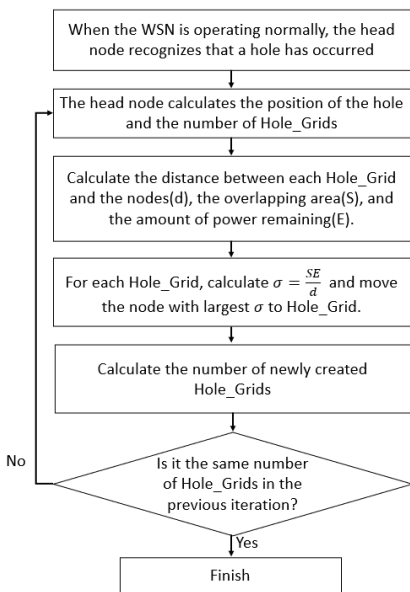 When the WSN is operating normally, the head
node recognizes that a hole has occurred
The head node calculates the position of the hole
and the number of Hole_Grids
Calculate the distance between each Hole_Grid
and the nodes(d), the overlapping area(S), and
the amount of power remaining(E).
For each Hole_Grid, calculate σ = SE/d and move
the node with largest σ to Hole_Grid.
Calculate the number of newly created
Hole_Grids
No
Is it the same number
of Hole_Grids in the
previous iteration?
Yes
Finish